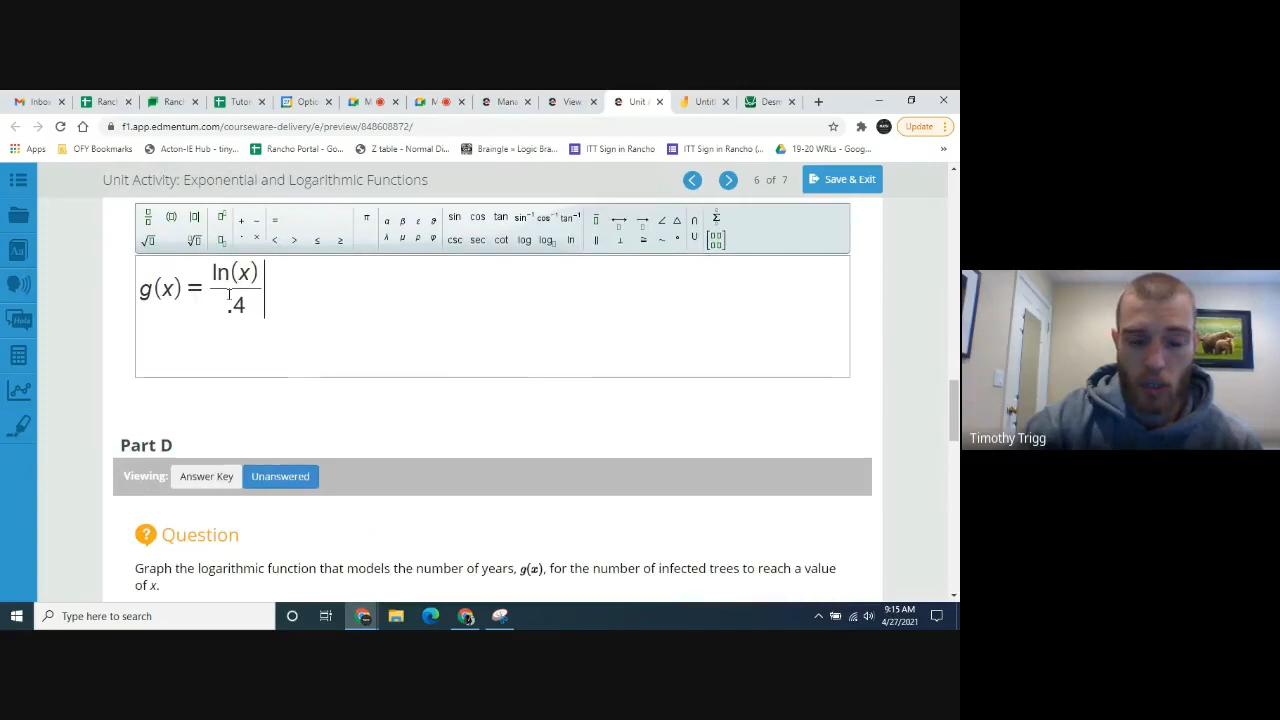 Inbox
Ranch
Ranch
Tutor
Optio
M
M
Mana
View
Unit A
Untitl
Desm
f1.app.edmentum.com/courseware-delivery/e/preview/848608872/
Update
Apps
OFY Bookmarks
Acton-IE Hub - tiny...
Rancho Portal - Go...
Z table - Normal Di...
Braingle « Logic Bra...
ITT Sign in Rancho
ITT Sign in Rancho (...
19-20 WRLs - Goog...
»
Unit Activity: Exponential and Logarithmic Functions
6 of 7
Save & Exit
+ − = π α β ε θ sin cos tan sin⁻¹ cos⁻¹ tan⁻¹ ∠ △ ∩ Σ
· × < > ≤ ≥ λ μ ρ φ csc sec cot log log ln ∥ ⊥ ≅ ~ ° ∪
g(x) = ln(x)
.4
Part D
Viewing: Answer Key Unanswered
? Question
Graph the logarithmic function that models the number of years, g(x), for the number of infected trees to reach a value
of x.
Timothy Trigg
Type here to search
9:15 AM
4/27/2021